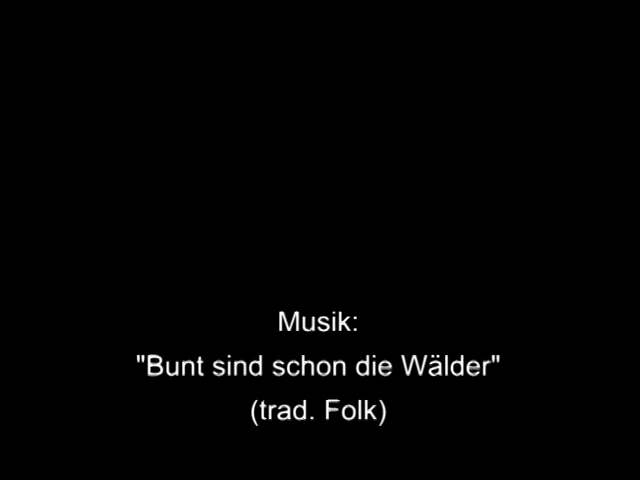 Musik:
"Bunt sind schon die Wälder"
(trad. Folk)